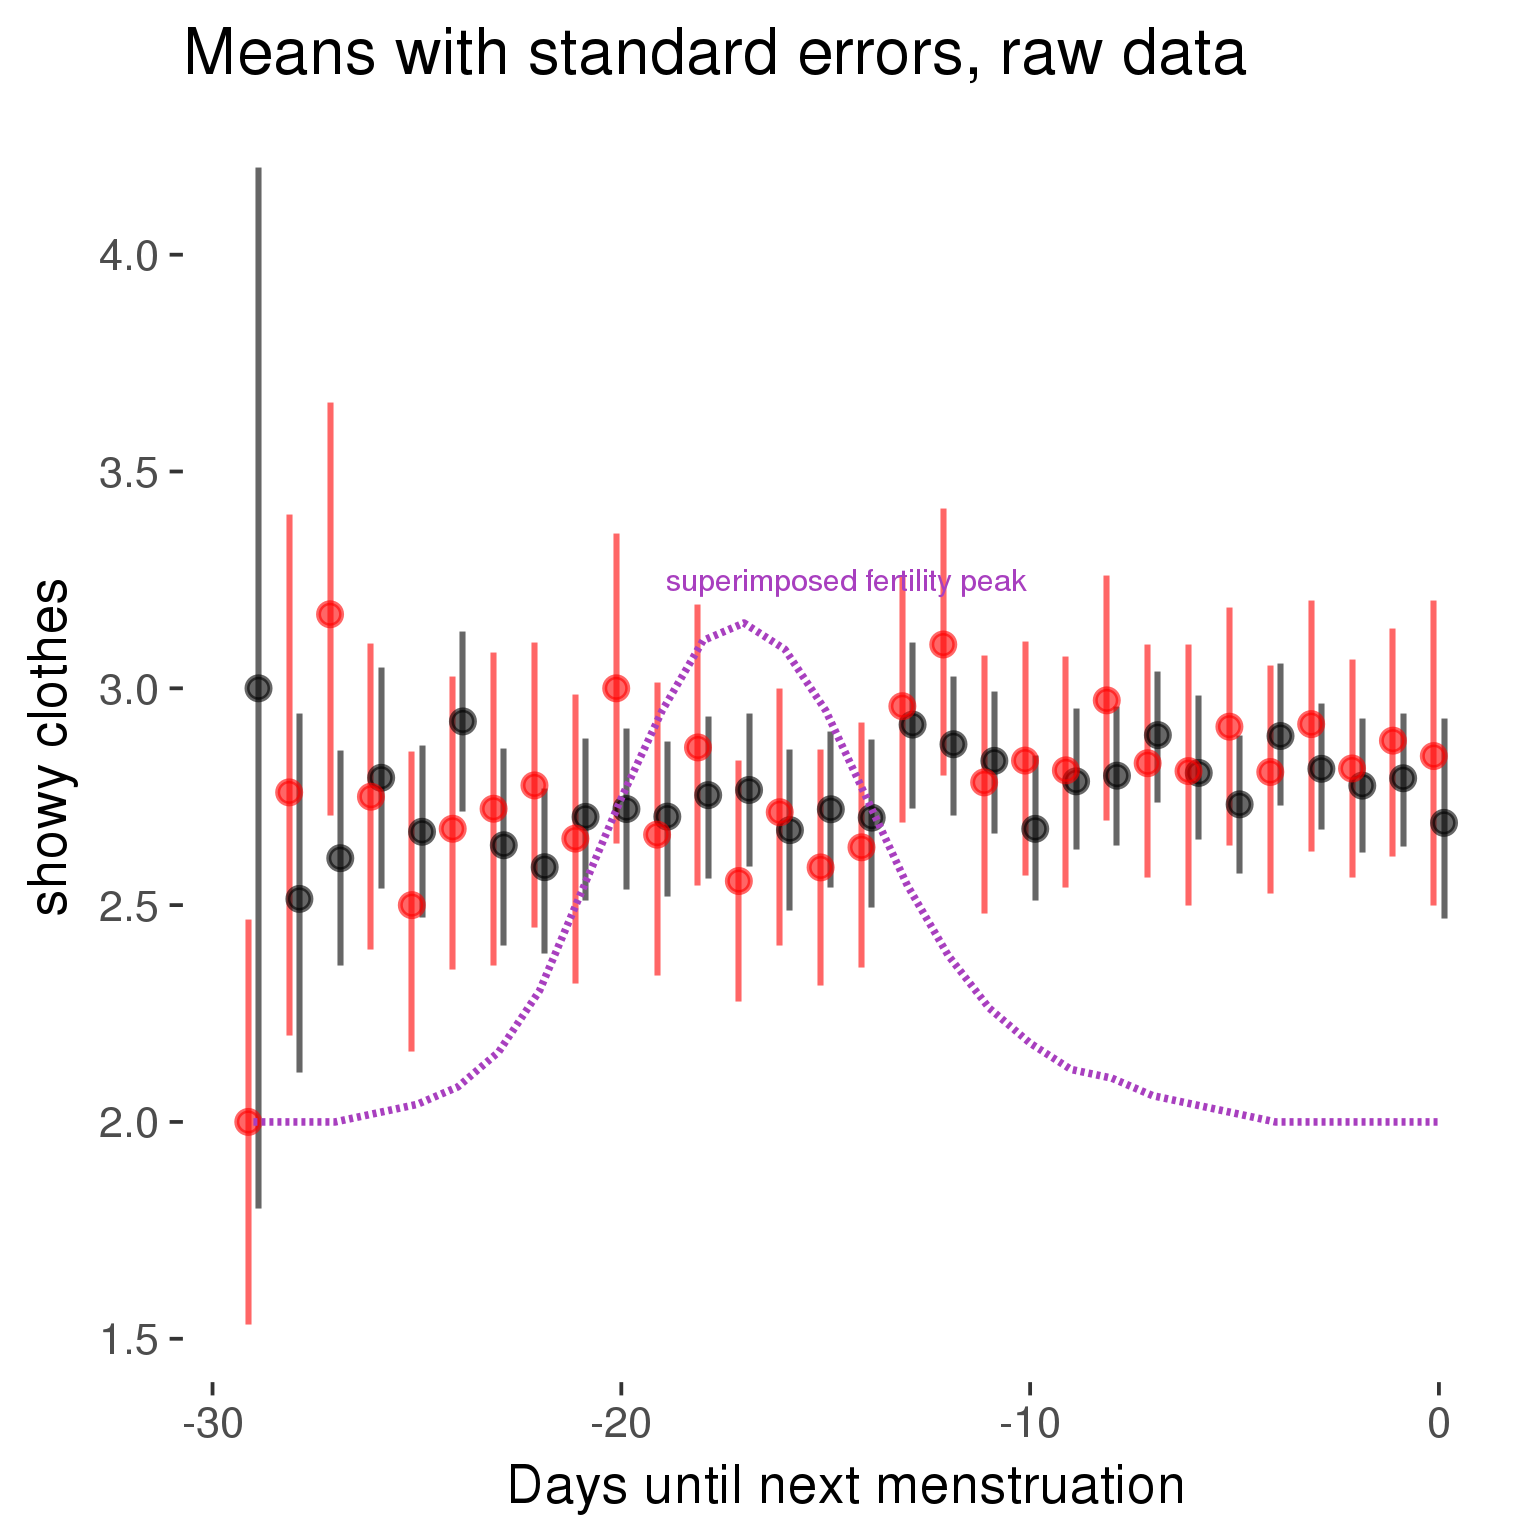 Means with standard errors, raw data
4.0
3.5
3.0
2.5
2.0
1.5
showy clothes
superimposed fertility peak
-30
-20
-10
0
Days until next menstruation